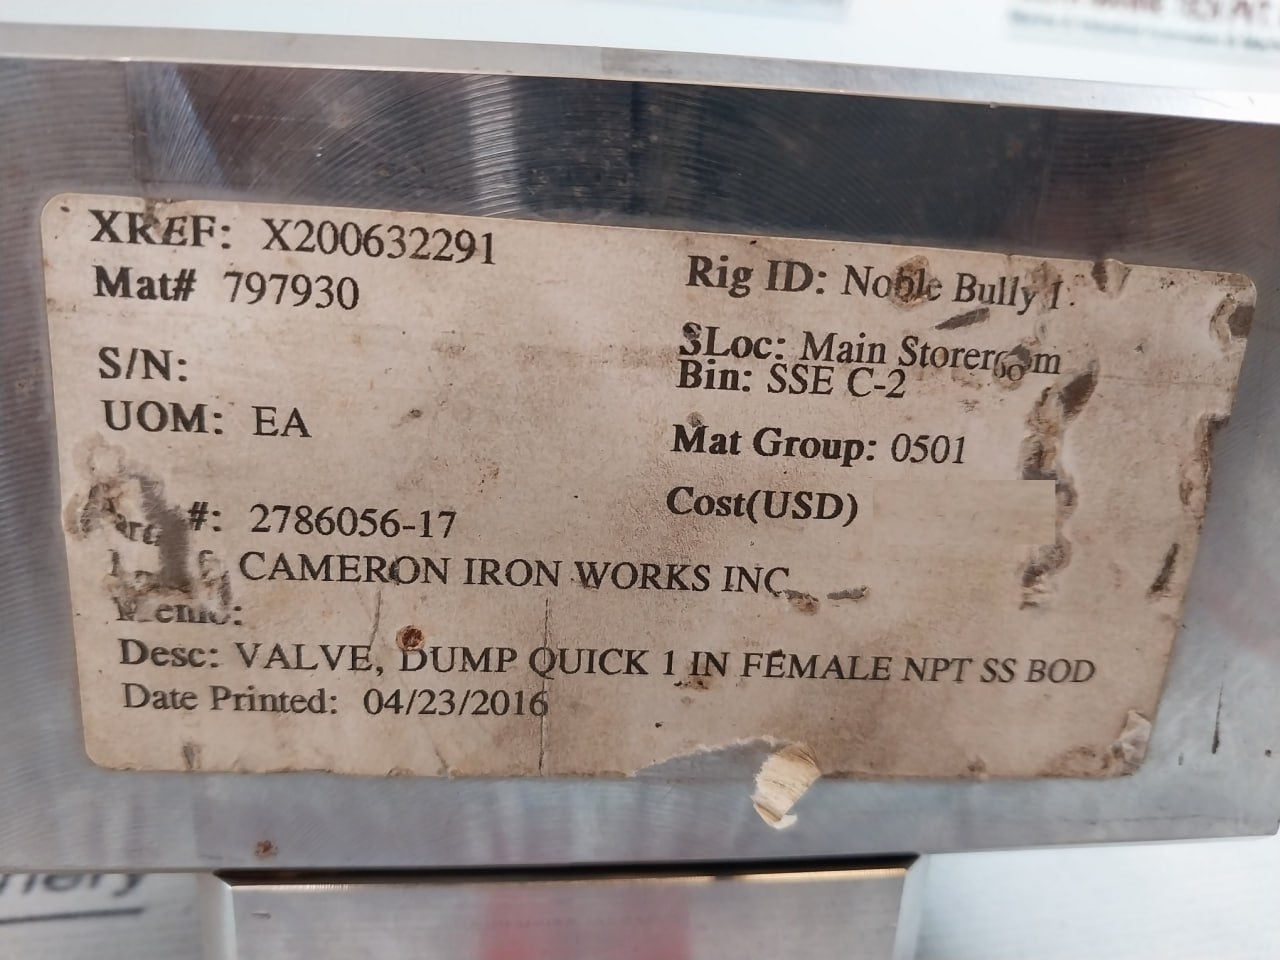 XREF: X200632291
Mat# 797930
Rig ID: Noble Bully I
S/N:
SLoc: Main Storeroom
UOM: EA
Bin: SSE C-2
Mat Group: 0501
#: 2786056-17
Cost(USD)
CAMERON IRON WORKS INC
Memo:
Desc: VALVE, DUMP QUICK 1 IN FEMALE NPT SS BOD
Date Printed: 04/23/2016